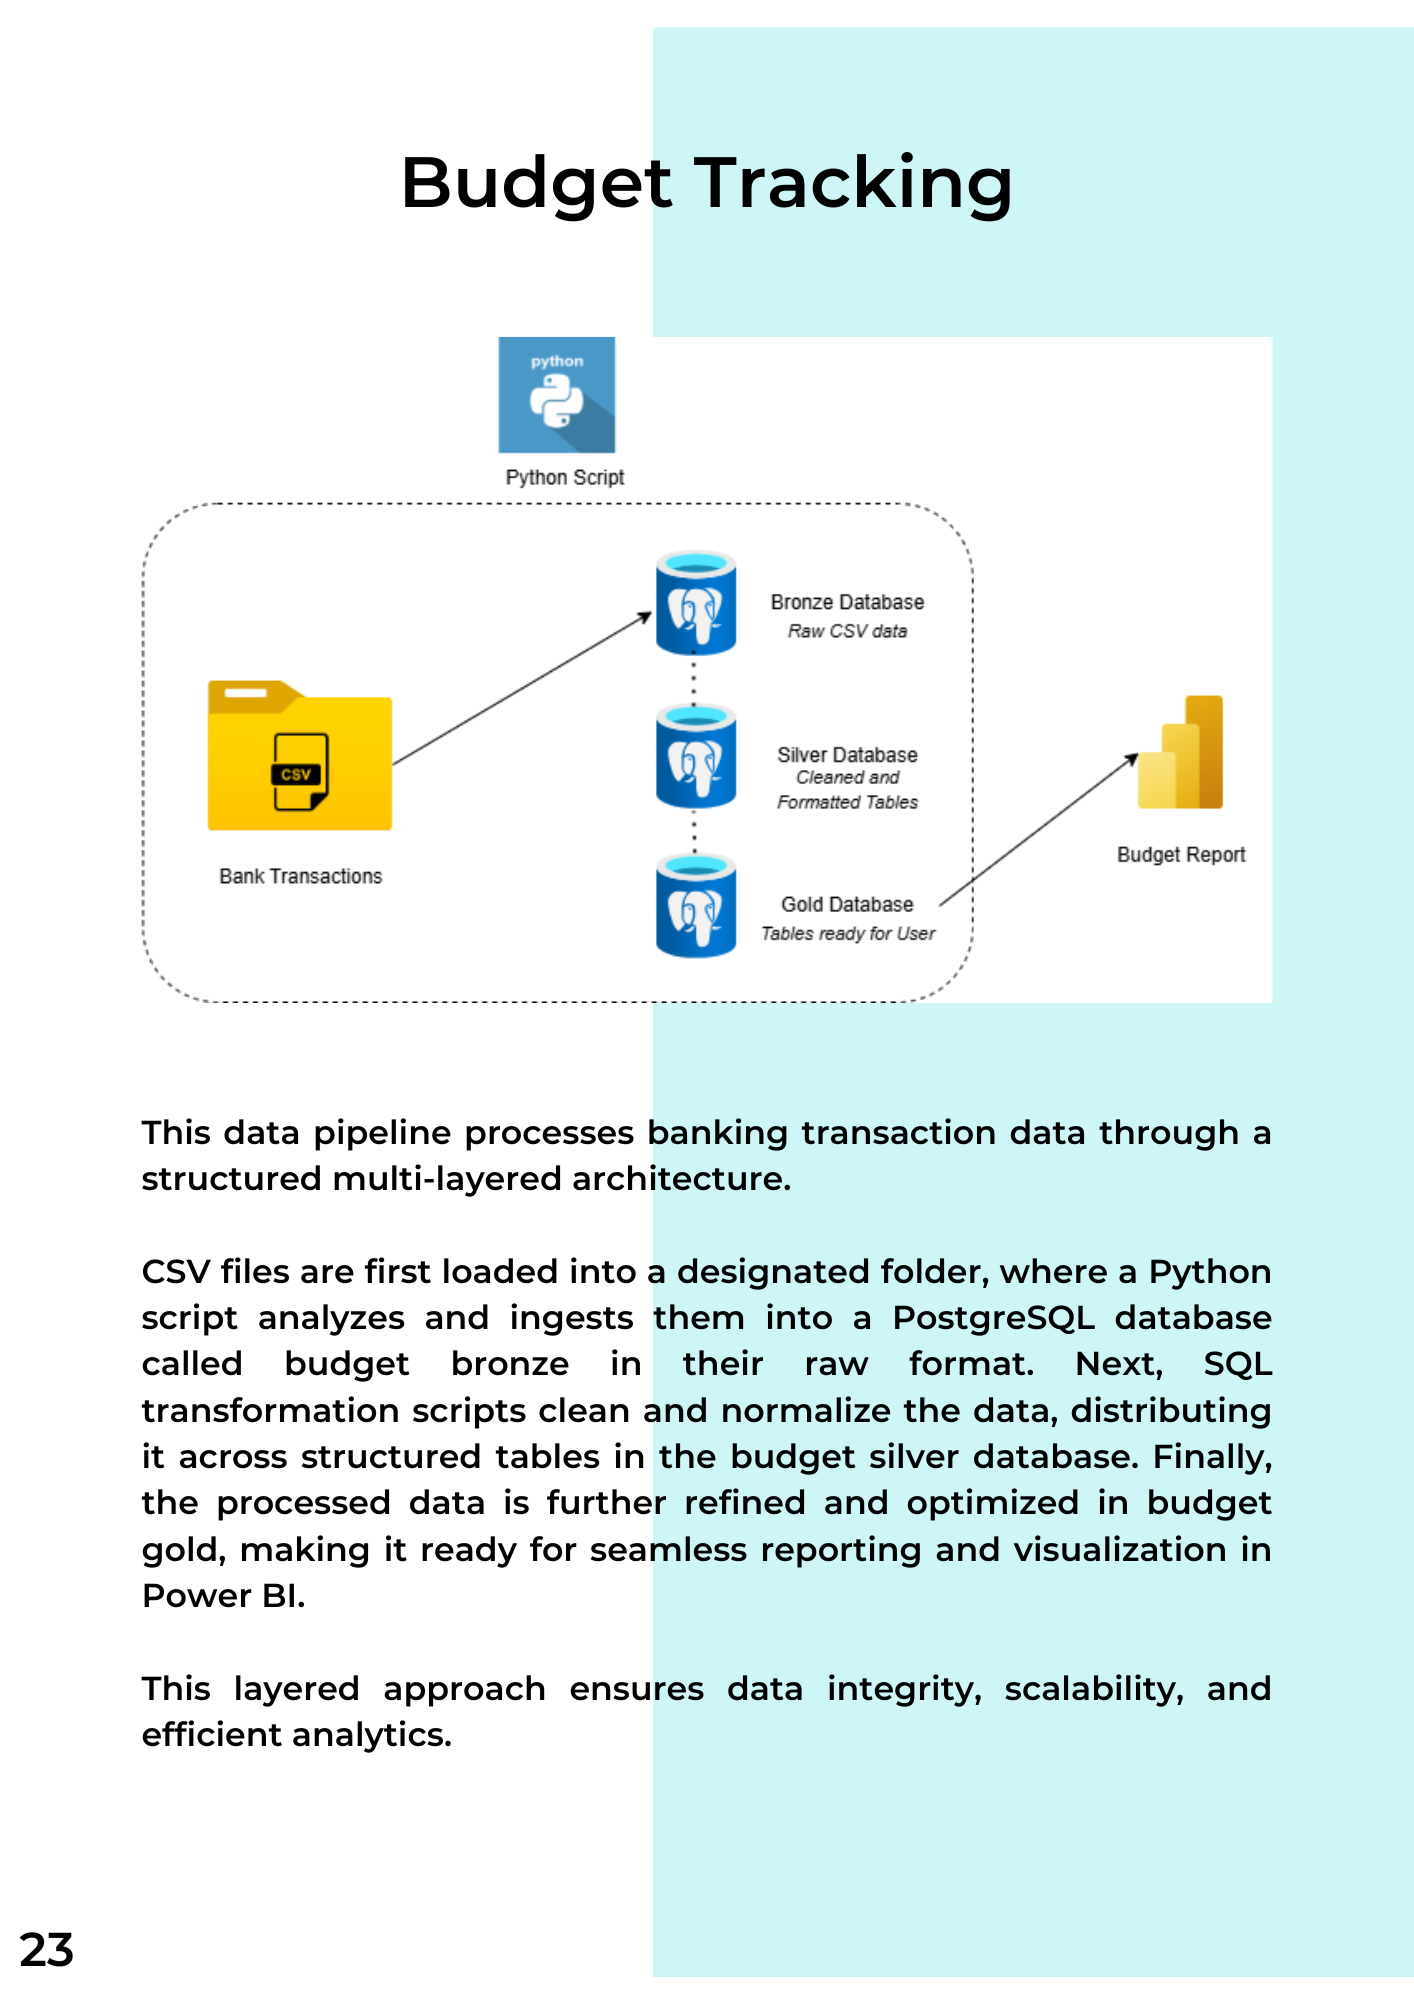 Budget Tracking
python
Python Script
Bronze Database
Raw CSV data
CSV
Silver Database
Cleaned and
Formatted Tables
Bank Transactions
Budget Report
Gold Database
Tables ready for User
This data pipeline processes banking transaction data through a
structured multi-layered architecture.
CSV files are first loaded into a designated folder, where a Python
script analyzes and ingests them into a PostgreSQL database
called budget bronze in their raw format. Next, SQL
transformation scripts clean and normalize the data, distributing
it across structured tables in the budget silver database. Finally,
the processed data is further refined and optimized in budget
gold, making it ready for seamless reporting and visualization in
Power BI.
This layered approach ensures data integrity, scalability, and
efficient analytics.
23